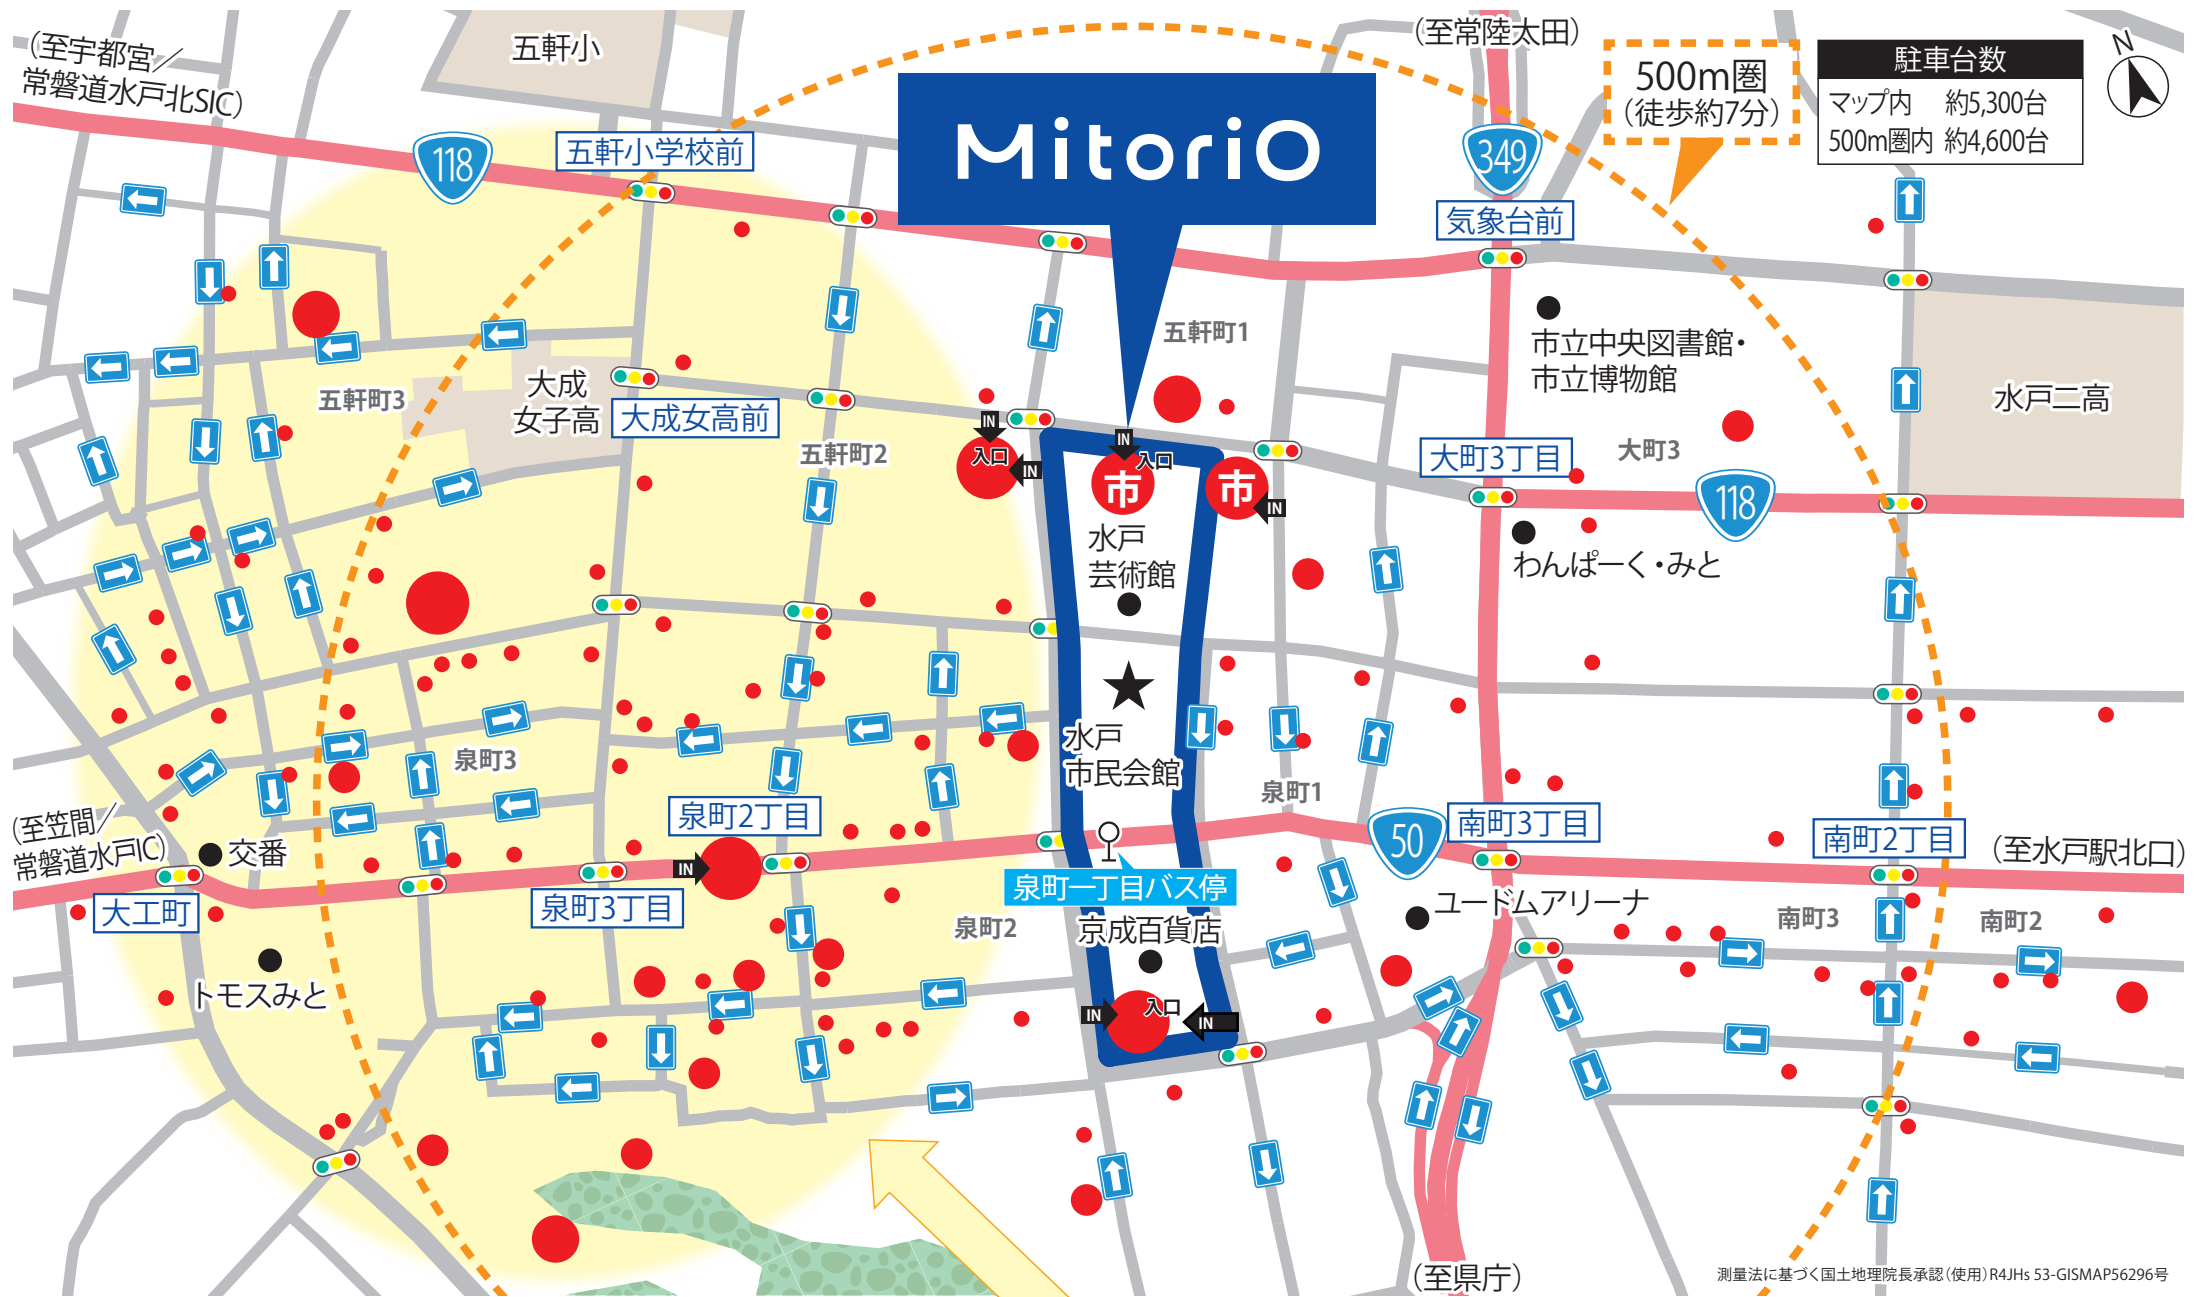 (至宇都宮／
常磐道水戸北SIC)
五軒小
118
五軒小学校前
MitoriO
(至常陸太田)
349
気象台前
500m圏
(徒歩約7分)
駐車台数
マップ内 約5,300台
500m圏内 約4,600台
N
五軒町1
市立中央図書館・
市立博物館
水戸二高
五軒町3
大成
女子高
大成女高前
五軒町2
IN
入口
IN
IN
入口
市
市
IN
大町3丁目
大町3
118
水戸
芸術館
わんぱーく・みと
水戸
市民会館
泉町3
泉町1
泉町2丁目
IN
50
南町3丁目
南町2丁目
(至水戸駅北口)
(至笠間／
常磐道水戸IC)
交番
大工町
泉町3丁目
泉町一丁目バス停
京成百貨店
泉町2
ユードムアリーナ
南町3
南町2
トモスみと
IN
入口
IN
(至県庁)
測量法に基づく国土地理院長承認(使用)R4JHs 53-GISMAP56296号